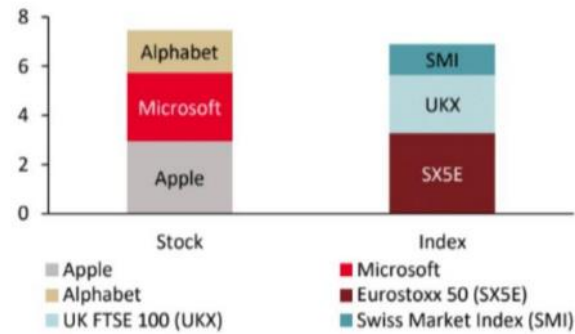 8
6
4
2
0
Alphabet
Microsoft
Apple
SMI
UKX
SX5E
Stock
Index
Apple
Microsoft
Alphabet
Eurostoxx 50 (SX5E)
UK FTSE 100 (UKX)
Swiss Market Index (SMI)